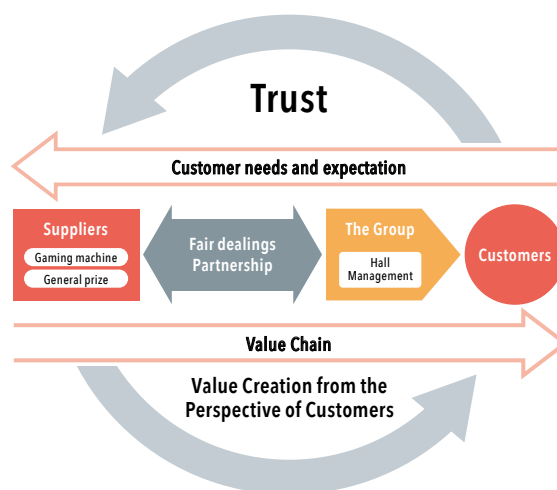 Trust
Customer needs and expectation
Suppliers
Gaming machine
General prize
Fair dealings
Partnership
The Group
Hall
Management
Customers
Value Chain
Value Creation from the
Perspective of Customers